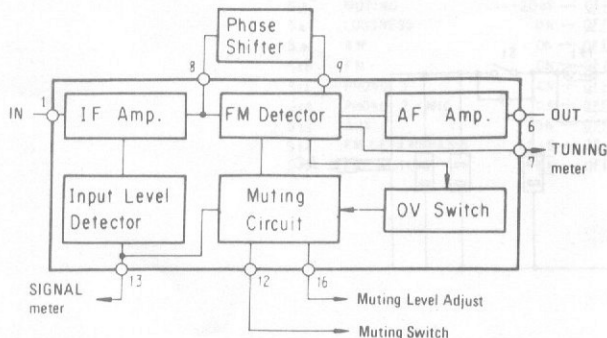 Phase
Shifter
8
9
IN
1
IF Amp.
FM Detector
AF Amp.
6
OUT
7
TUNING
meter
Input Level
Detector
Muting
Circuit
OV Switch
13
12
16
SIGNAL
meter
Muting Level Adjust
Muting Switch